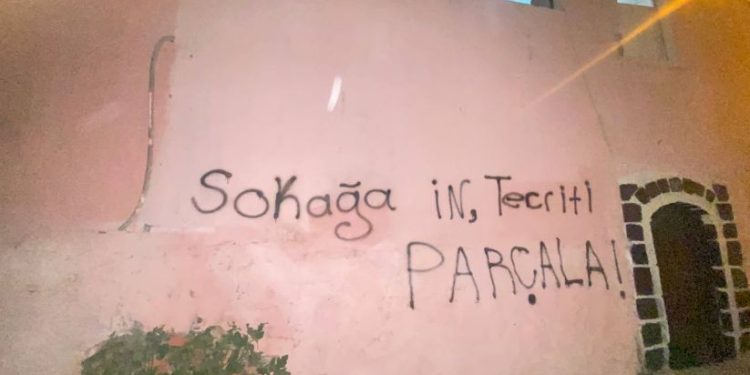 Sokağa in, Tecriti
PARÇALA!